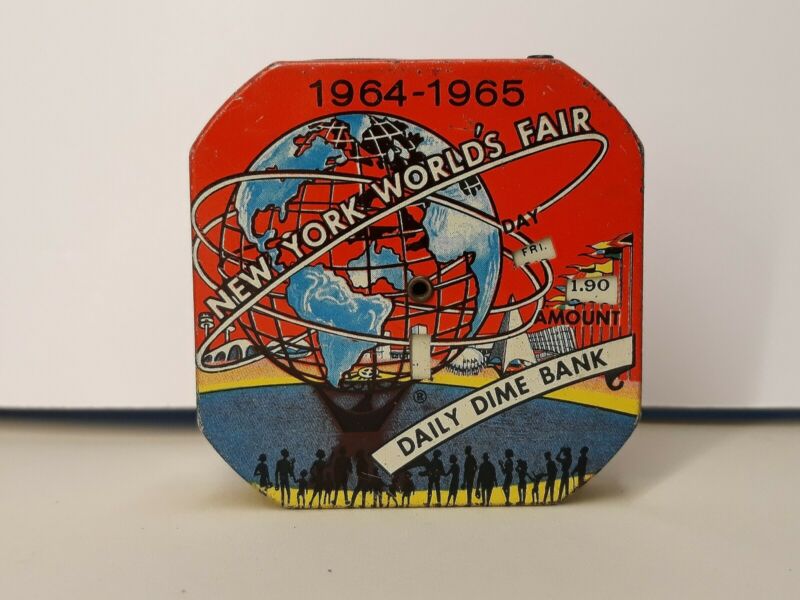 1964-1965
NEW YORK WORLD'S FAIR
DAY
FRI.
1.90
AMOUNT
DAILY DIME BANK
®